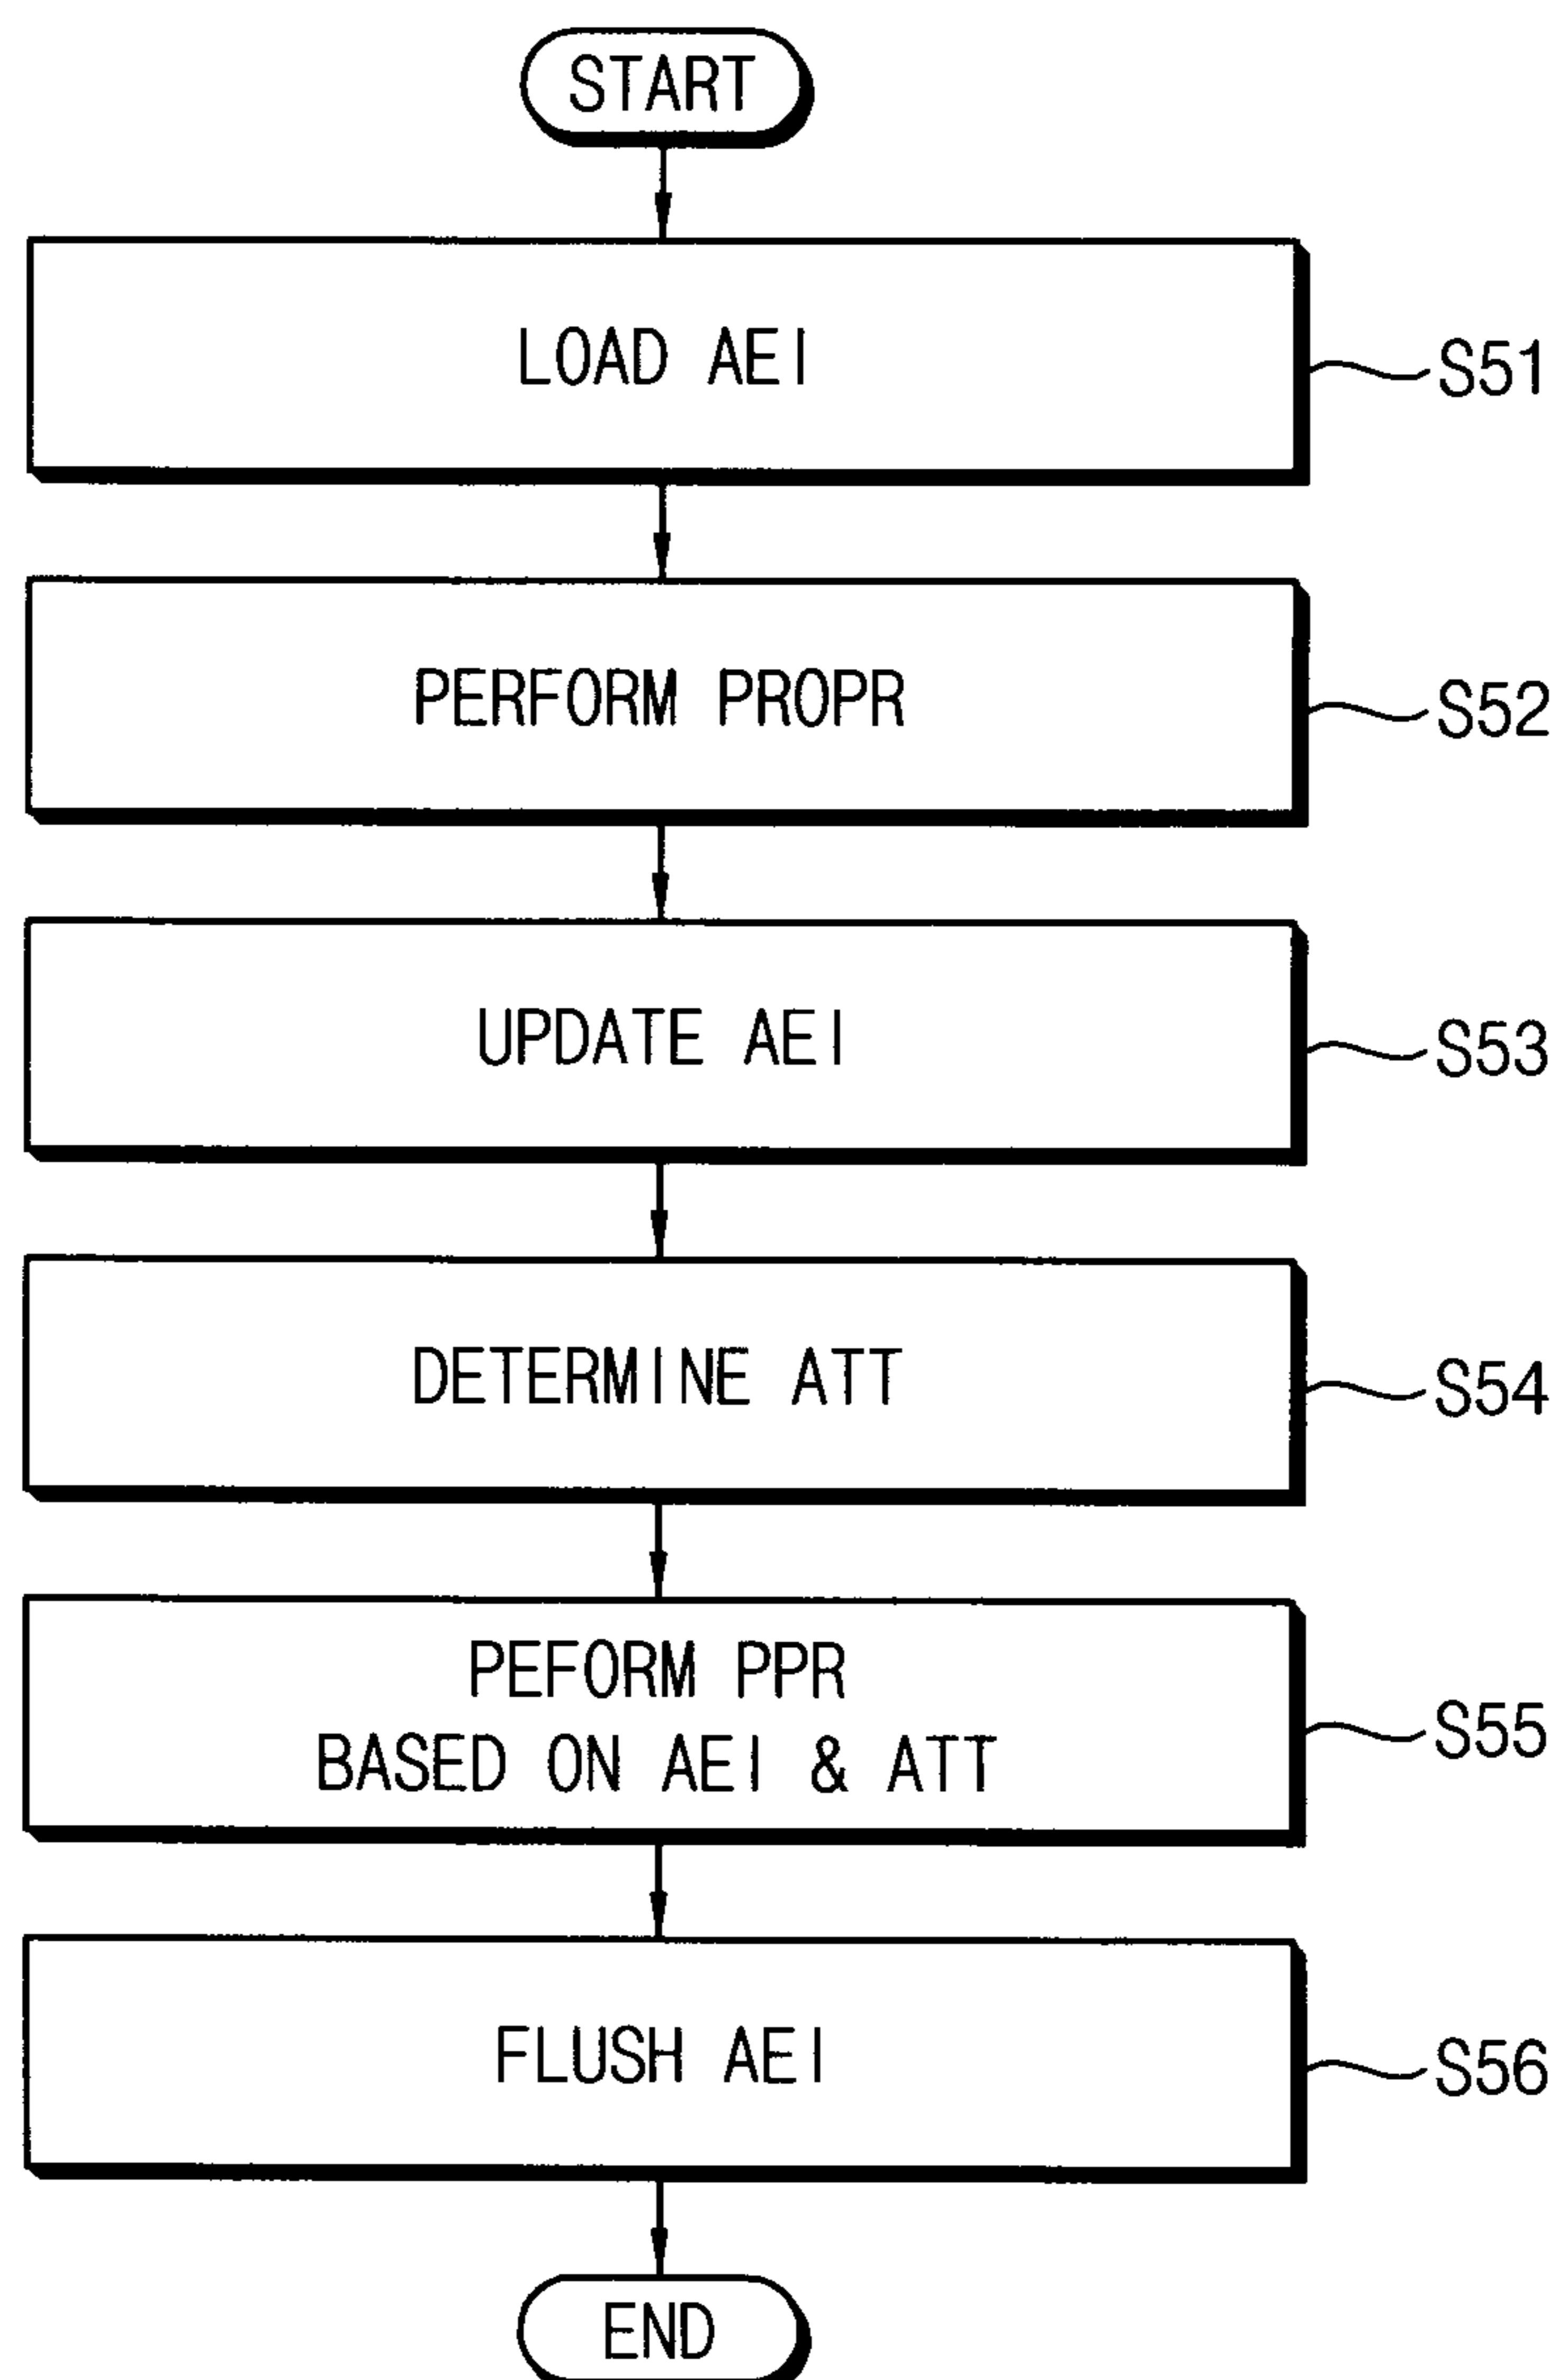 START
LOAD AEI
S51
PERFORM PROPR
S52
UPDATE AEI
S53
DETERMINE ATT
S54
PEFORM PPR
BASED ON AEI & ATT
S55
FLUSH AEI
S56
END